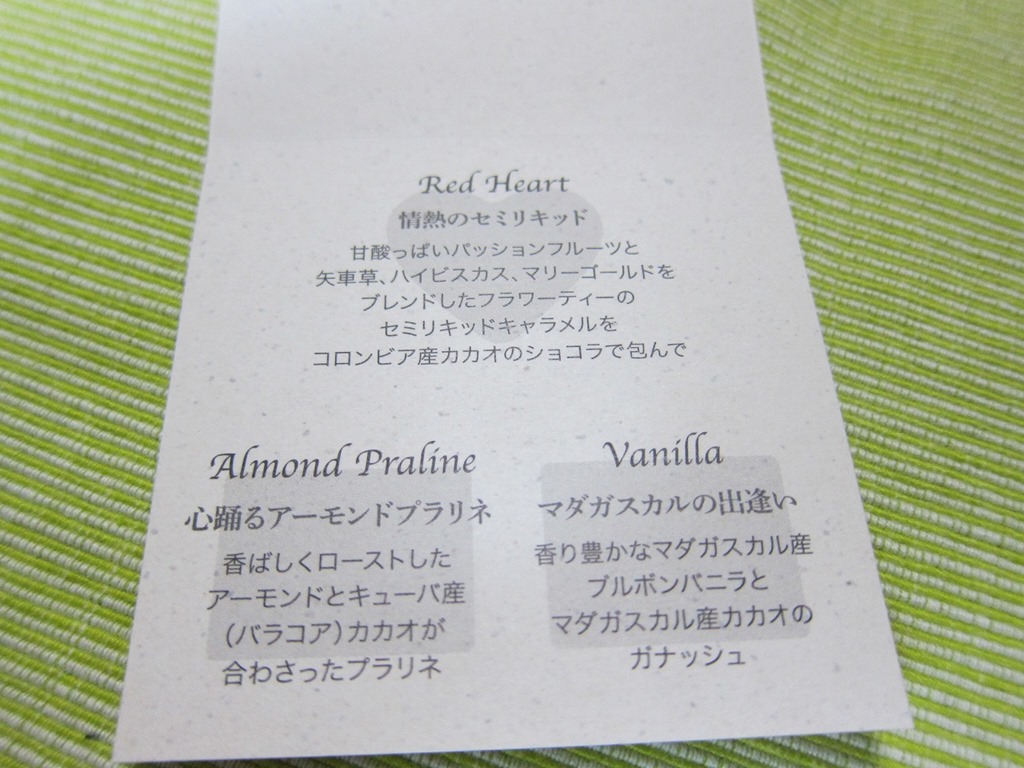 Red Heart
情熱のセミリキッド
甘酸っぱいパッションフルーツと
矢車草、ハイビスカス、マリーゴールドを
ブレンドしたフラワーティーの
セミリキッドキャラメルを
コロンビア産カカオのショコラで包んで
Almond Praline
心踊るアーモンドプラリネ
香ばしくローストした
アーモンドとキューバ産
(バラコア)カカオが
合わさったプラリネ
Vanilla
マダガスカルの出逢い
香り豊かなマダガスカル産
ブルボンバニラと
マダガスカル産カカオの
ガナッシュ